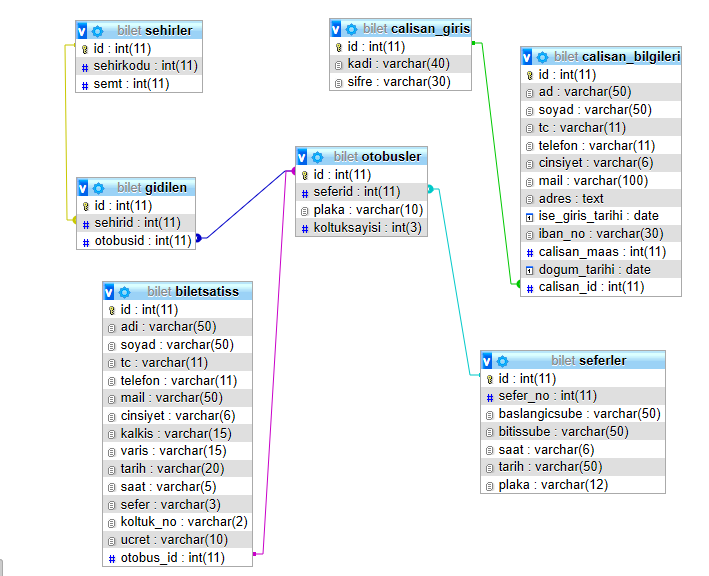 bilet sehirler
id : int(11)
sehirkodu : int(11)
semt : int(11)
bilet calisan_giris
id : int(11)
kadi : varchar(40)
sifre : varchar(30)
bilet calisan_bilgileri
id : int(11)
ad : varchar(50)
soyad : varchar(50)
tc : varchar(11)
telefon : varchar(11)
cinsiyet : varchar(6)
mail : varchar(100)
adres : text
ise_giris_tarihi : date
iban_no : varchar(30)
calisan_maas : int(11)
dogum_tarihi : date
calisan_id : int(11)
bilet otobusler
id : int(11)
seferid : int(11)
plaka : varchar(10)
koltuksayisi : int(3)
bilet gidilen
id : int(11)
sehirid : int(11)
otobusid : int(11)
bilet biletsatiss
id : int(11)
adi : varchar(50)
soyad : varchar(50)
tc : varchar(11)
telefon : varchar(11)
mail : varchar(50)
cinsiyet : varchar(6)
kalkis : varchar(15)
varis : varchar(15)
tarih : varchar(20)
saat : varchar(5)
sefer : varchar(3)
koltuk_no : varchar(2)
ucret : varchar(10)
otobus_id : int(11)
bilet seferler
id : int(11)
sefer_no : int(11)
baslangicsube : varchar(50)
bitissube : varchar(50)
saat : varchar(6)
tarih : varchar(50)
plaka : varchar(12)